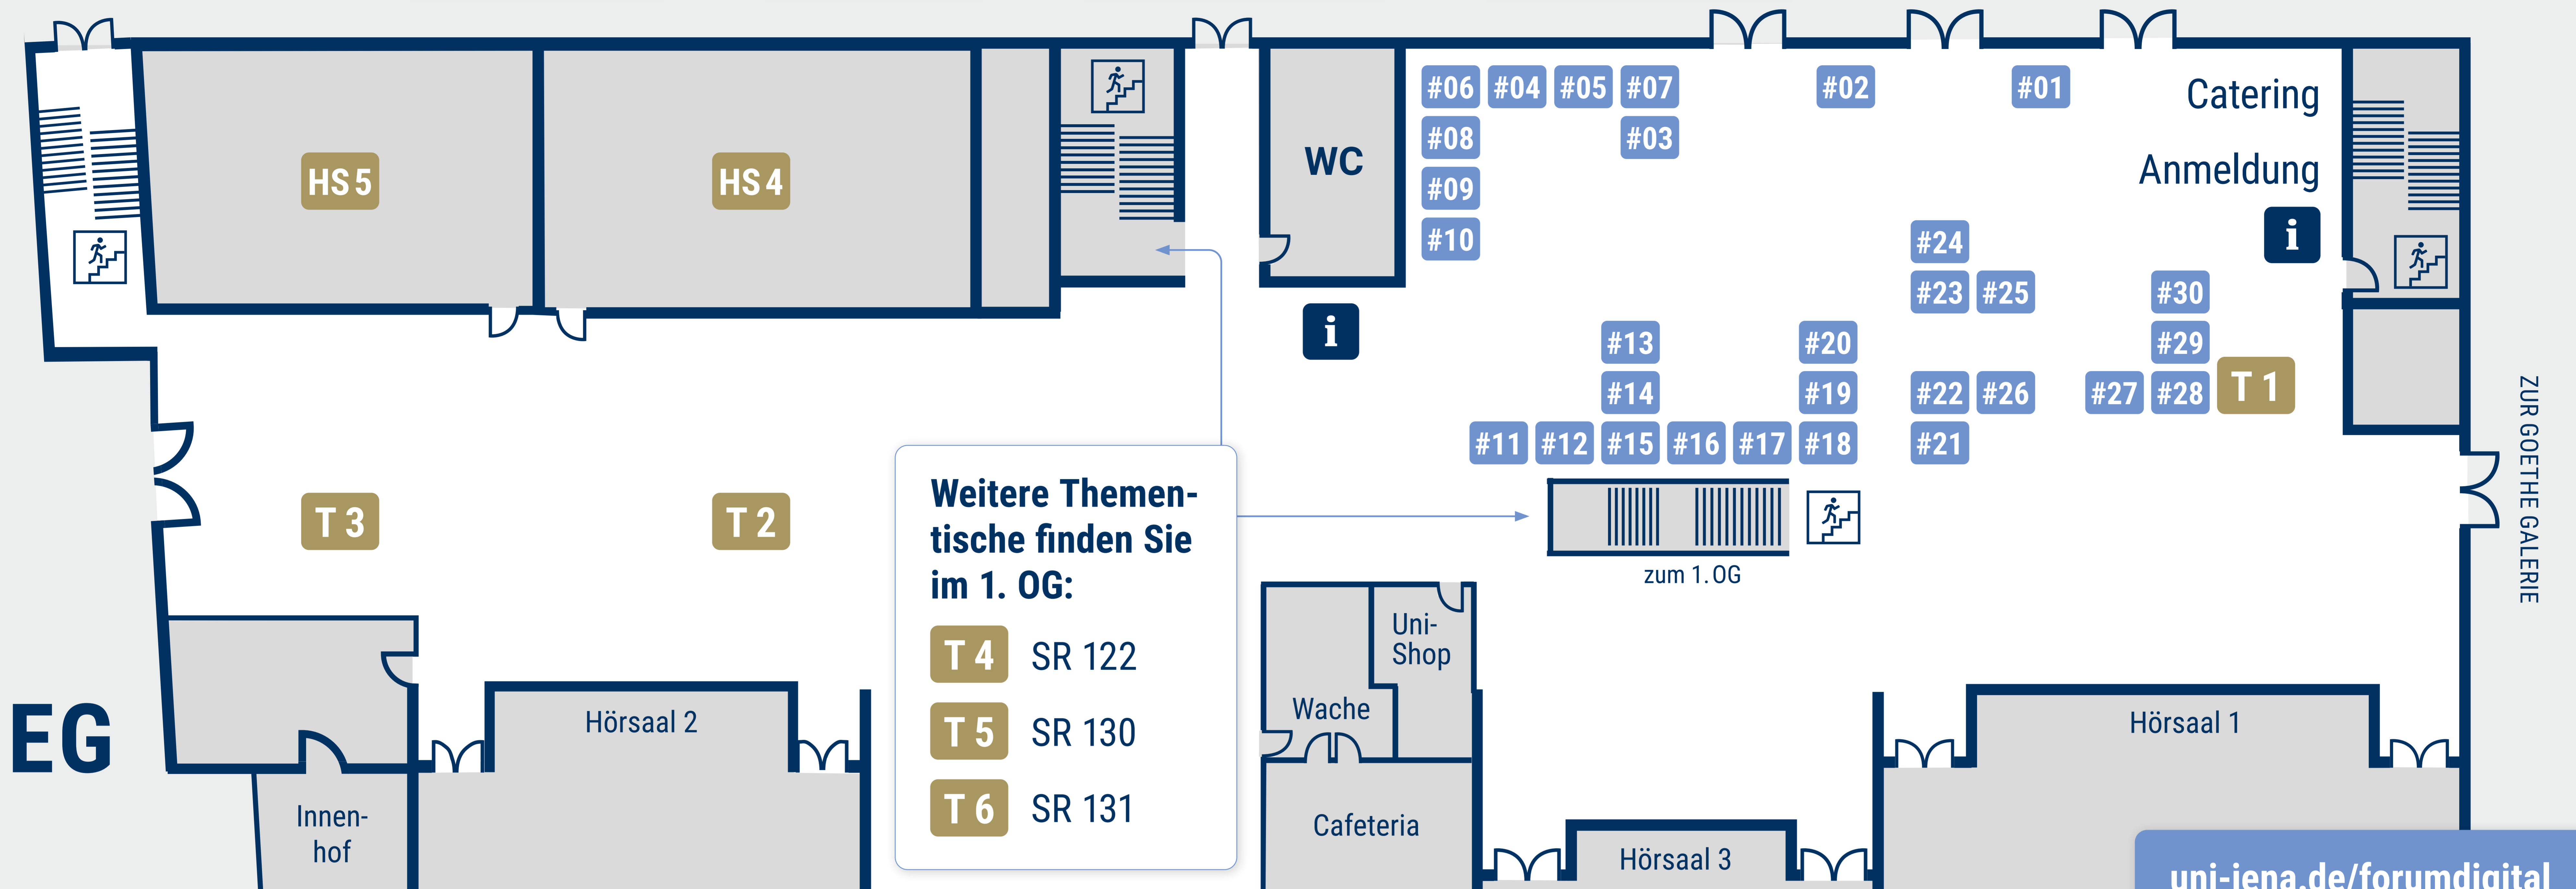 HS 5
HS 4
WC
#06 #04 #05 #07 #02 #01
#08 #03
#09
#10
Catering
Anmeldung
i
i
#24
#23 #25 #30
#13 #20 #29
#14 #19 #22 #26 #27 #28 T 1
#11 #12 #15 #16 #17 #18 #21
zum 1. OG
ZUR GOETHE GALERIE
T 3
T 2
Weitere Themen-
tische finden Sie
im 1. OG:
T 4 SR 122
T 5 SR 130
T 6 SR 131
Uni-
Shop
Wache
Cafeteria
EG
Hörsaal 2
Innen-
hof
Hörsaal 3
Hörsaal 1
uni-jena.de/forumdigital